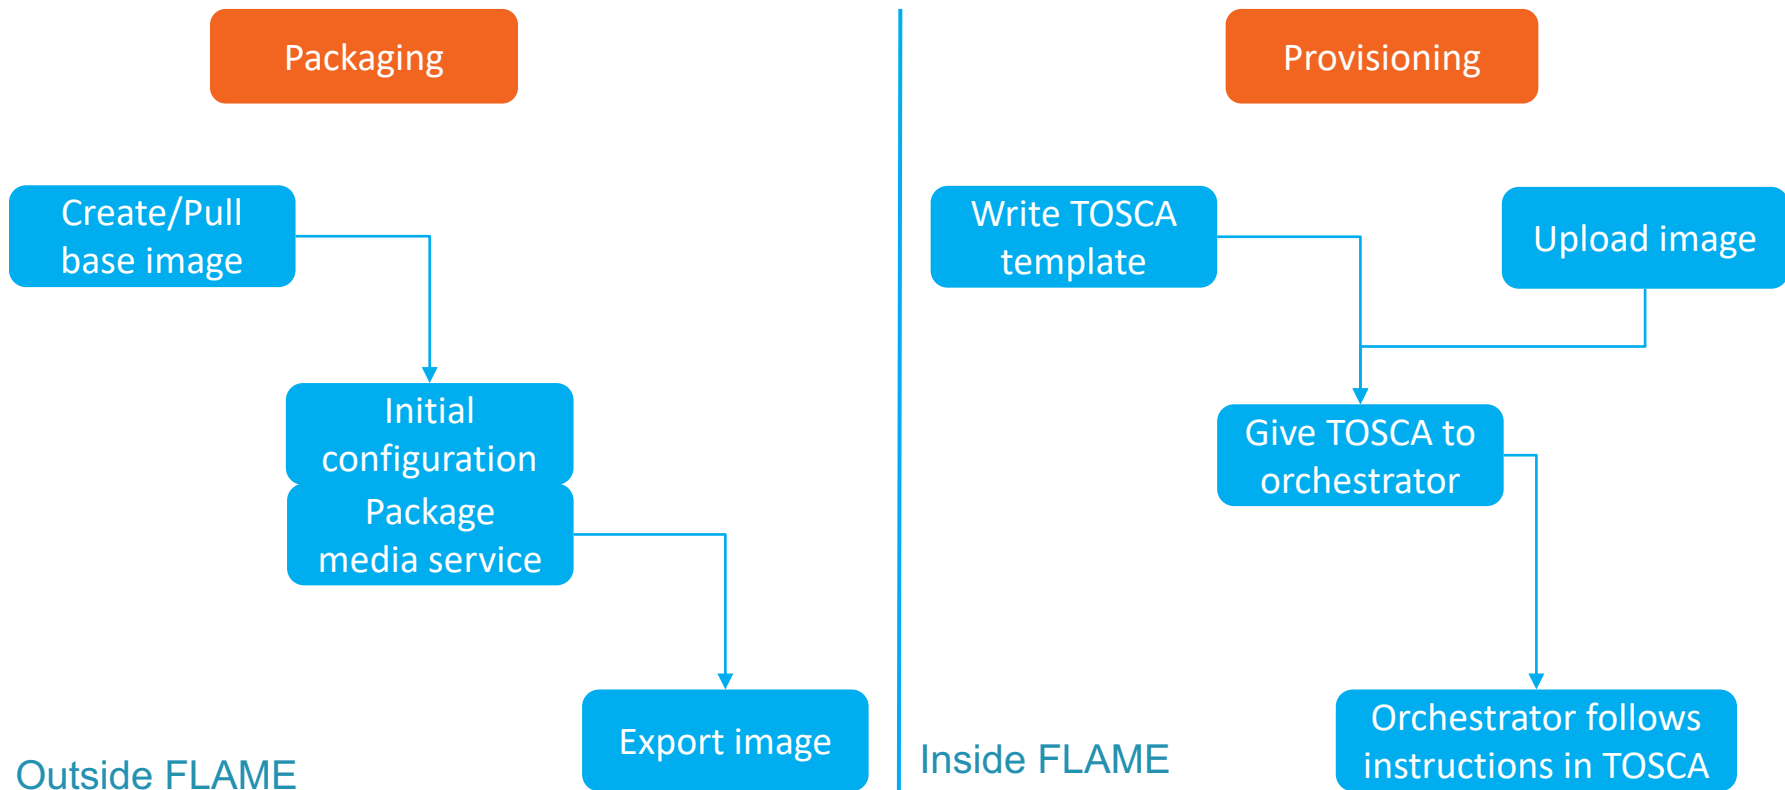 Packaging
Create/Pull
base image
Initial
configuration
Package
media service
Export image
Outside FLAME
Provisioning
Write TOSCA
template
Upload image
Give TOSCA to
orchestrator
Orchestrator follows
instructions in TOSCA
Inside FLAME